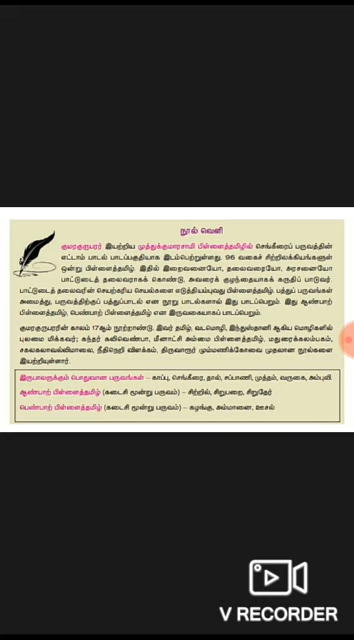 நூல் வெளி
குமரகுருபரர் இயற்றிய முத்துக்குமாரசாமி பிள்ளைத்தமிழில் செங்கீரைப் பருவத்தின்
எட்டாம் பாடல் பாடப்பகுதியாக இடம்பெற்றுள்ளது. 96 வகைச் சிற்றிலக்கியங்களுள்
ஒன்று பிள்ளைத்தமிழ். இதில் இறைவனையோ, தலைவரையோ, அரசனையோ
பாட்டுடைத் தலைவராகக் கொண்டு, அவரைக் குழந்தையாகக் கருதிப் பாடுவர்.
பாட்டுடைத் தலைவரின் செயற்கரிய செயல்களை எடுத்தியம்புவது பிள்ளைத்தமிழ். பத்துப் பருவங்கள்
அமைத்து, பருவத்திற்குப் பத்துப்பாடல் என நூறு பாடல்களால் இது பாடப்பெறும். இது ஆண்பாற்
பிள்ளைத்தமிழ், பெண்பாற் பிள்ளைத்தமிழ் என இருவகையாகப் பாடப்பெறும்.
குமரகுருபரரின் காலம் 17ஆம் நூற்றாண்டு. இவர் தமிழ், வடமொழி, இந்துஸ்தானி ஆகிய மொழிகளில்
புலமை மிக்கவர்; கந்தர் கலிவெண்பா, மீனாட்சி அம்மை பிள்ளைத்தமிழ், மதுரைக்கலம்பகம்,
சகலகலாவல்லிமாலை, நீதிநெறி விளக்கம், திருவாரூர் மும்மணிக்கோவை முதலான நூல்களை
இயற்றியுள்ளார்.
இருபாலருக்கும் பொதுவான பருவங்கள் – காப்பு, செங்கீரை, தால், சப்பாணி, முத்தம், வருகை, அம்புலி
ஆண்பாற் பிள்ளைத்தமிழ் (கடைசி மூன்று பருவம்) – சிற்றில், சிறுபறை, சிறுதேர்
பெண்பாற் பிள்ளைத்தமிழ் (கடைசி மூன்று பருவம்) – கழங்கு, அம்மானை, ஊசல்
V RECORDER